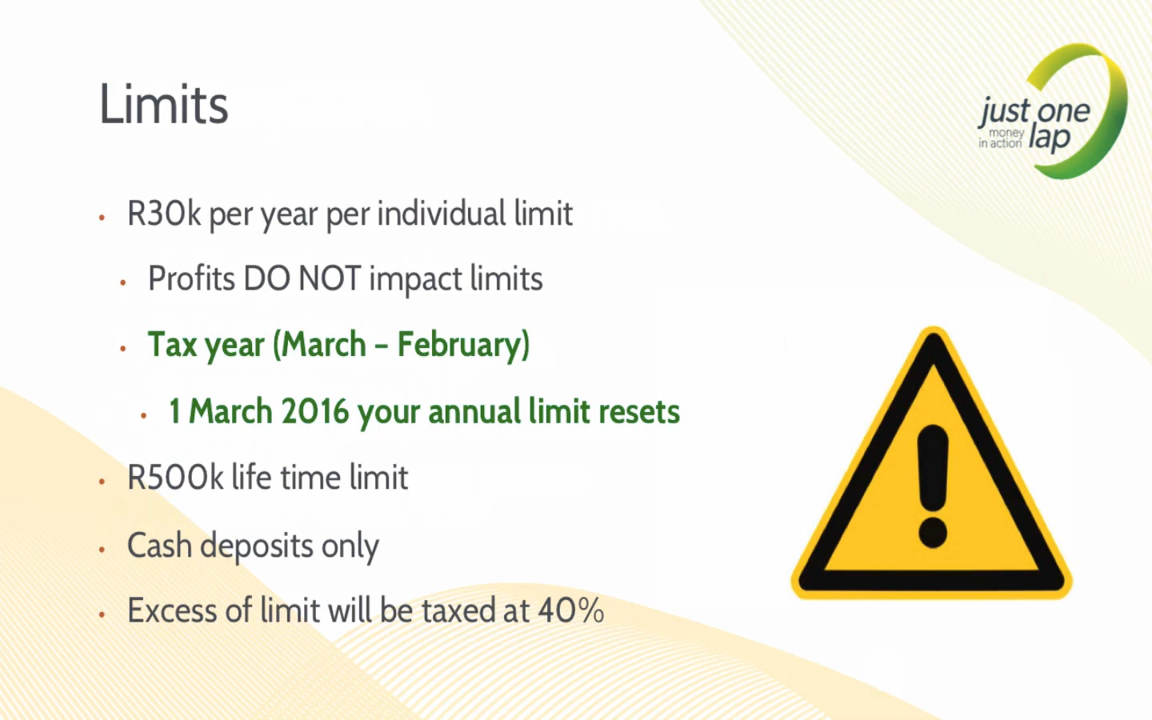 Limits
just one
money
in action lap
• R30k per year per individual limit
• Profits DO NOT impact limits
• Tax year (March – February)
• 1 March 2016 your annual limit resets
• R500k life time limit
• Cash deposits only
• Excess of limit will be taxed at 40%